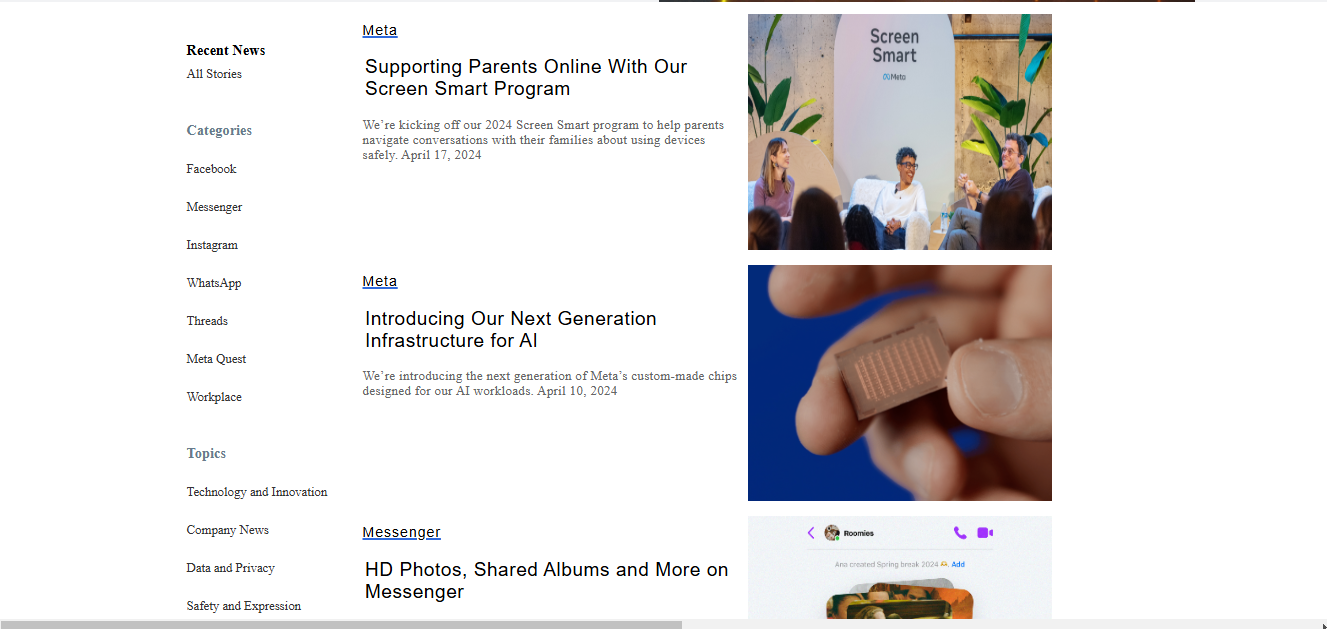 Recent News
All Stories
Categories
Facebook
Messenger
Instagram
WhatsApp
Threads
Meta Quest
Workplace
Topics
Technology and Innovation
Company News
Data and Privacy
Safety and Expression
Meta
Supporting Parents Online With Our
Screen Smart Program
We’re kicking off our 2024 Screen Smart program to help parents
navigate conversations with their families about using devices
safely. April 17, 2024
Screen
Smart
Meta
Meta
Introducing Our Next Generation
Infrastructure for AI
We’re introducing the next generation of Meta’s custom-made chips
designed for our AI workloads. April 10, 2024
Messenger
HD Photos, Shared Albums and More on
Messenger
Roomies
Ana created Spring break 2024 🌅. Add